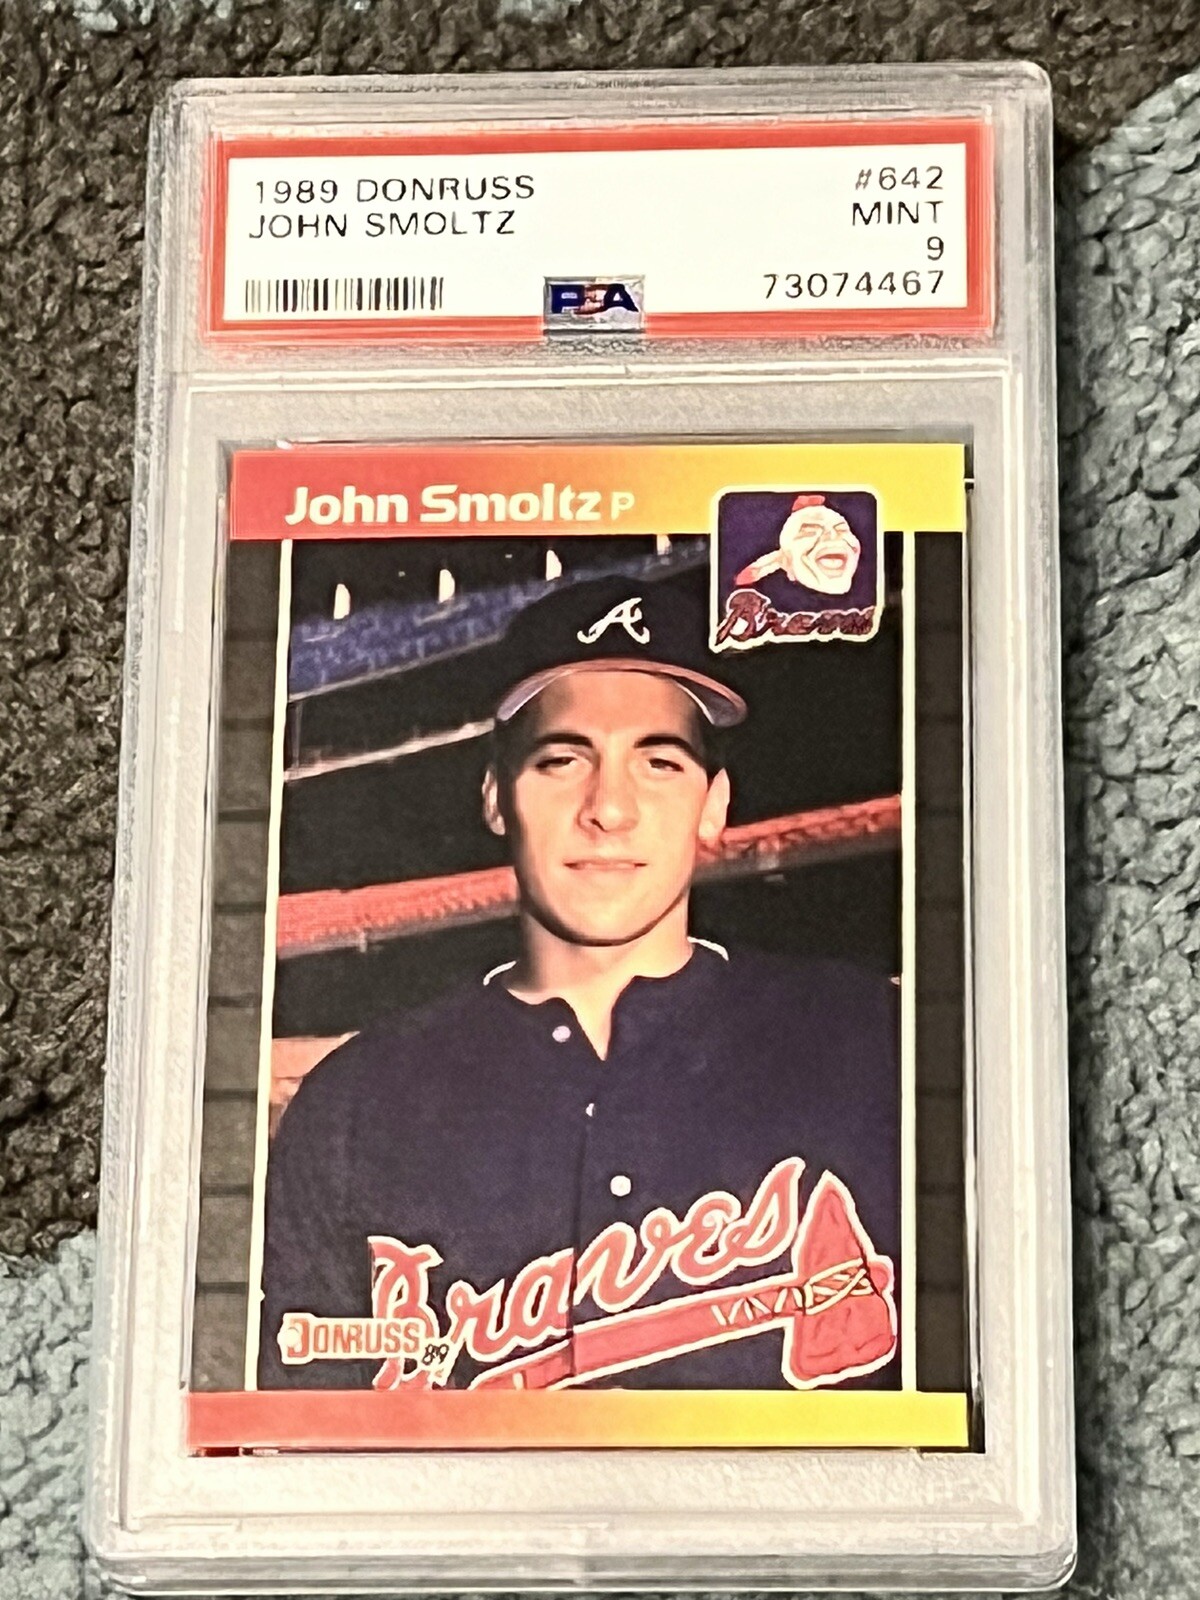 1989 DONRUSS
JOHN SMOLTZ
#642
MINT
9
73074467
PSA
John Smoltz P
Braves
A
Braves
DONRUSS 89